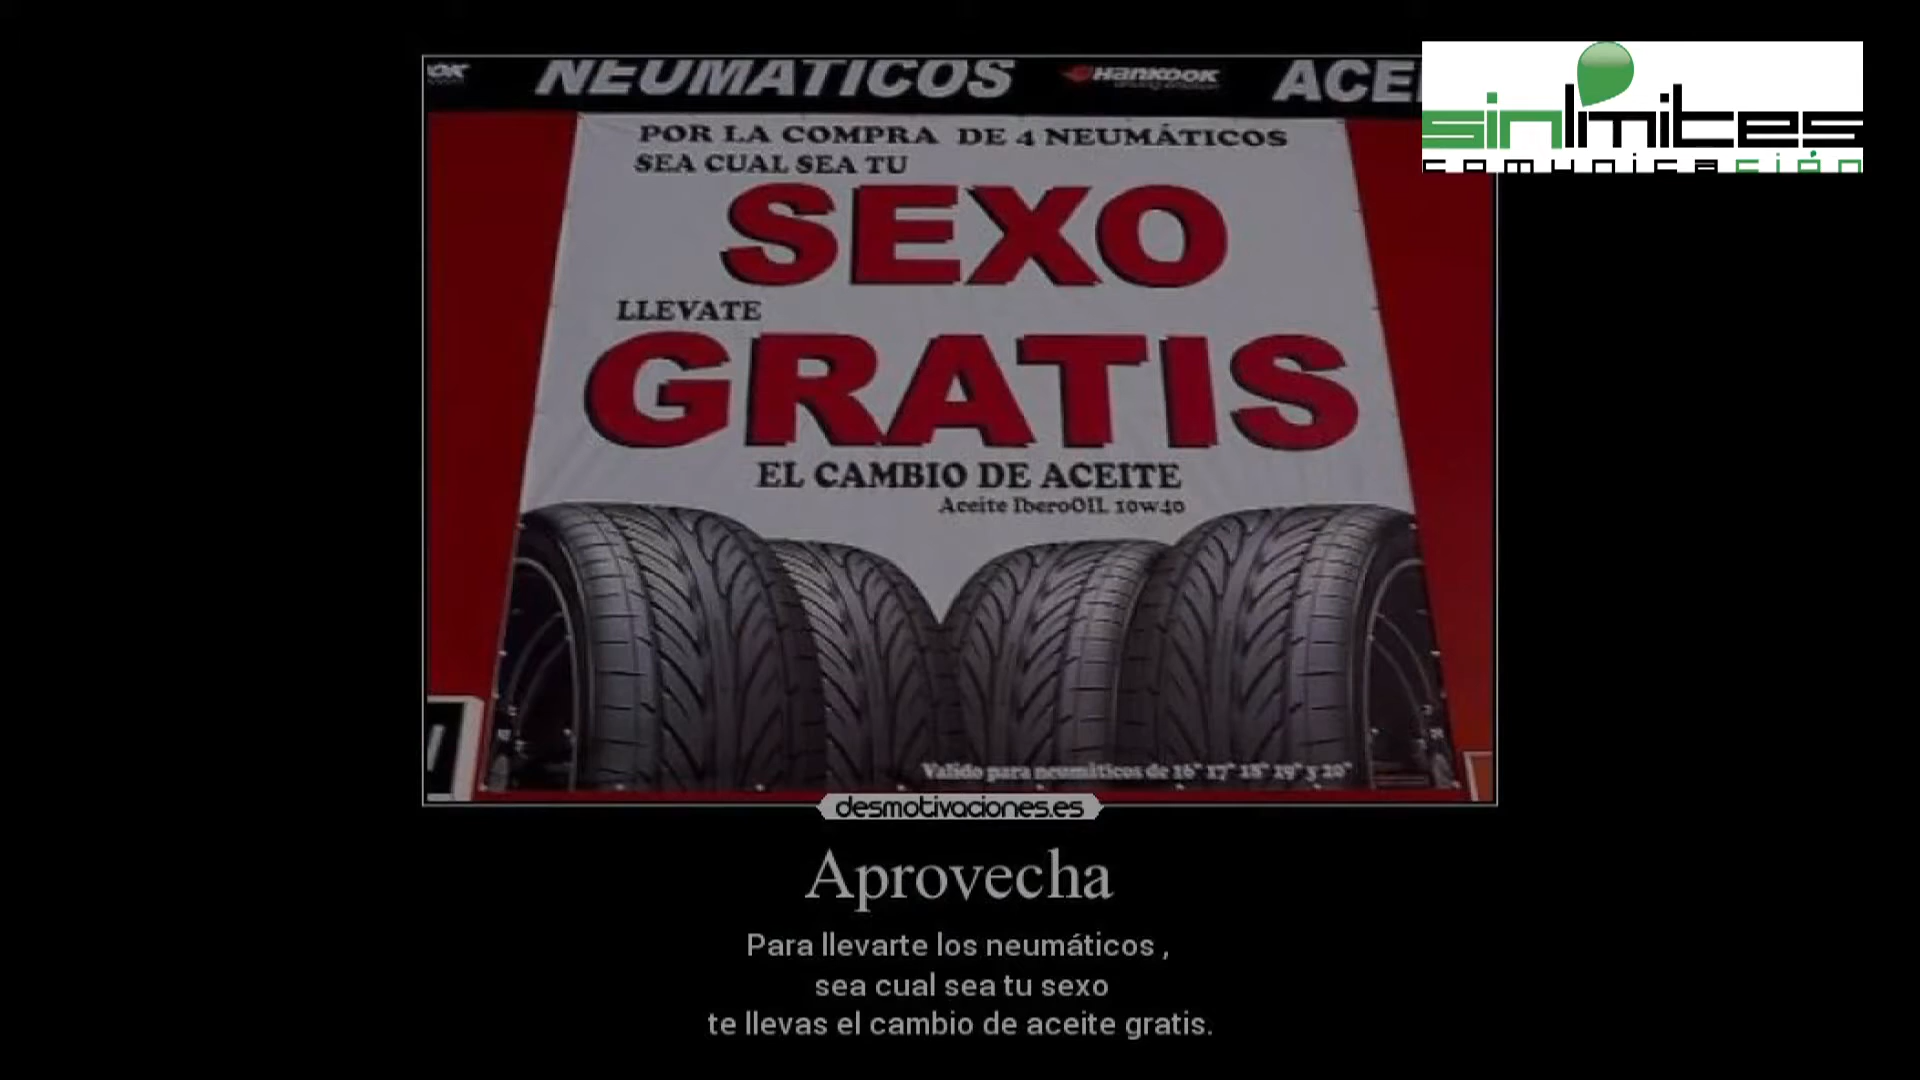 NEUMATICOS HANKOOK
POR LA COMPRA DE 4 NEUMÁTICOS
SEA CUAL SEA TU
SEXO
LLEVATE
GRATIS
EL CAMBIO DE ACEITE
Aceite IberoOIL 10w40
Valido para neumáticos de 16" 17" 18" 19" y 20"
desmotivaciones.es
Aprovecha
Para llevarte los neumáticos ,
sea cual sea tu sexo
te llevas el cambio de aceite gratis.
sinlimites
comunicación